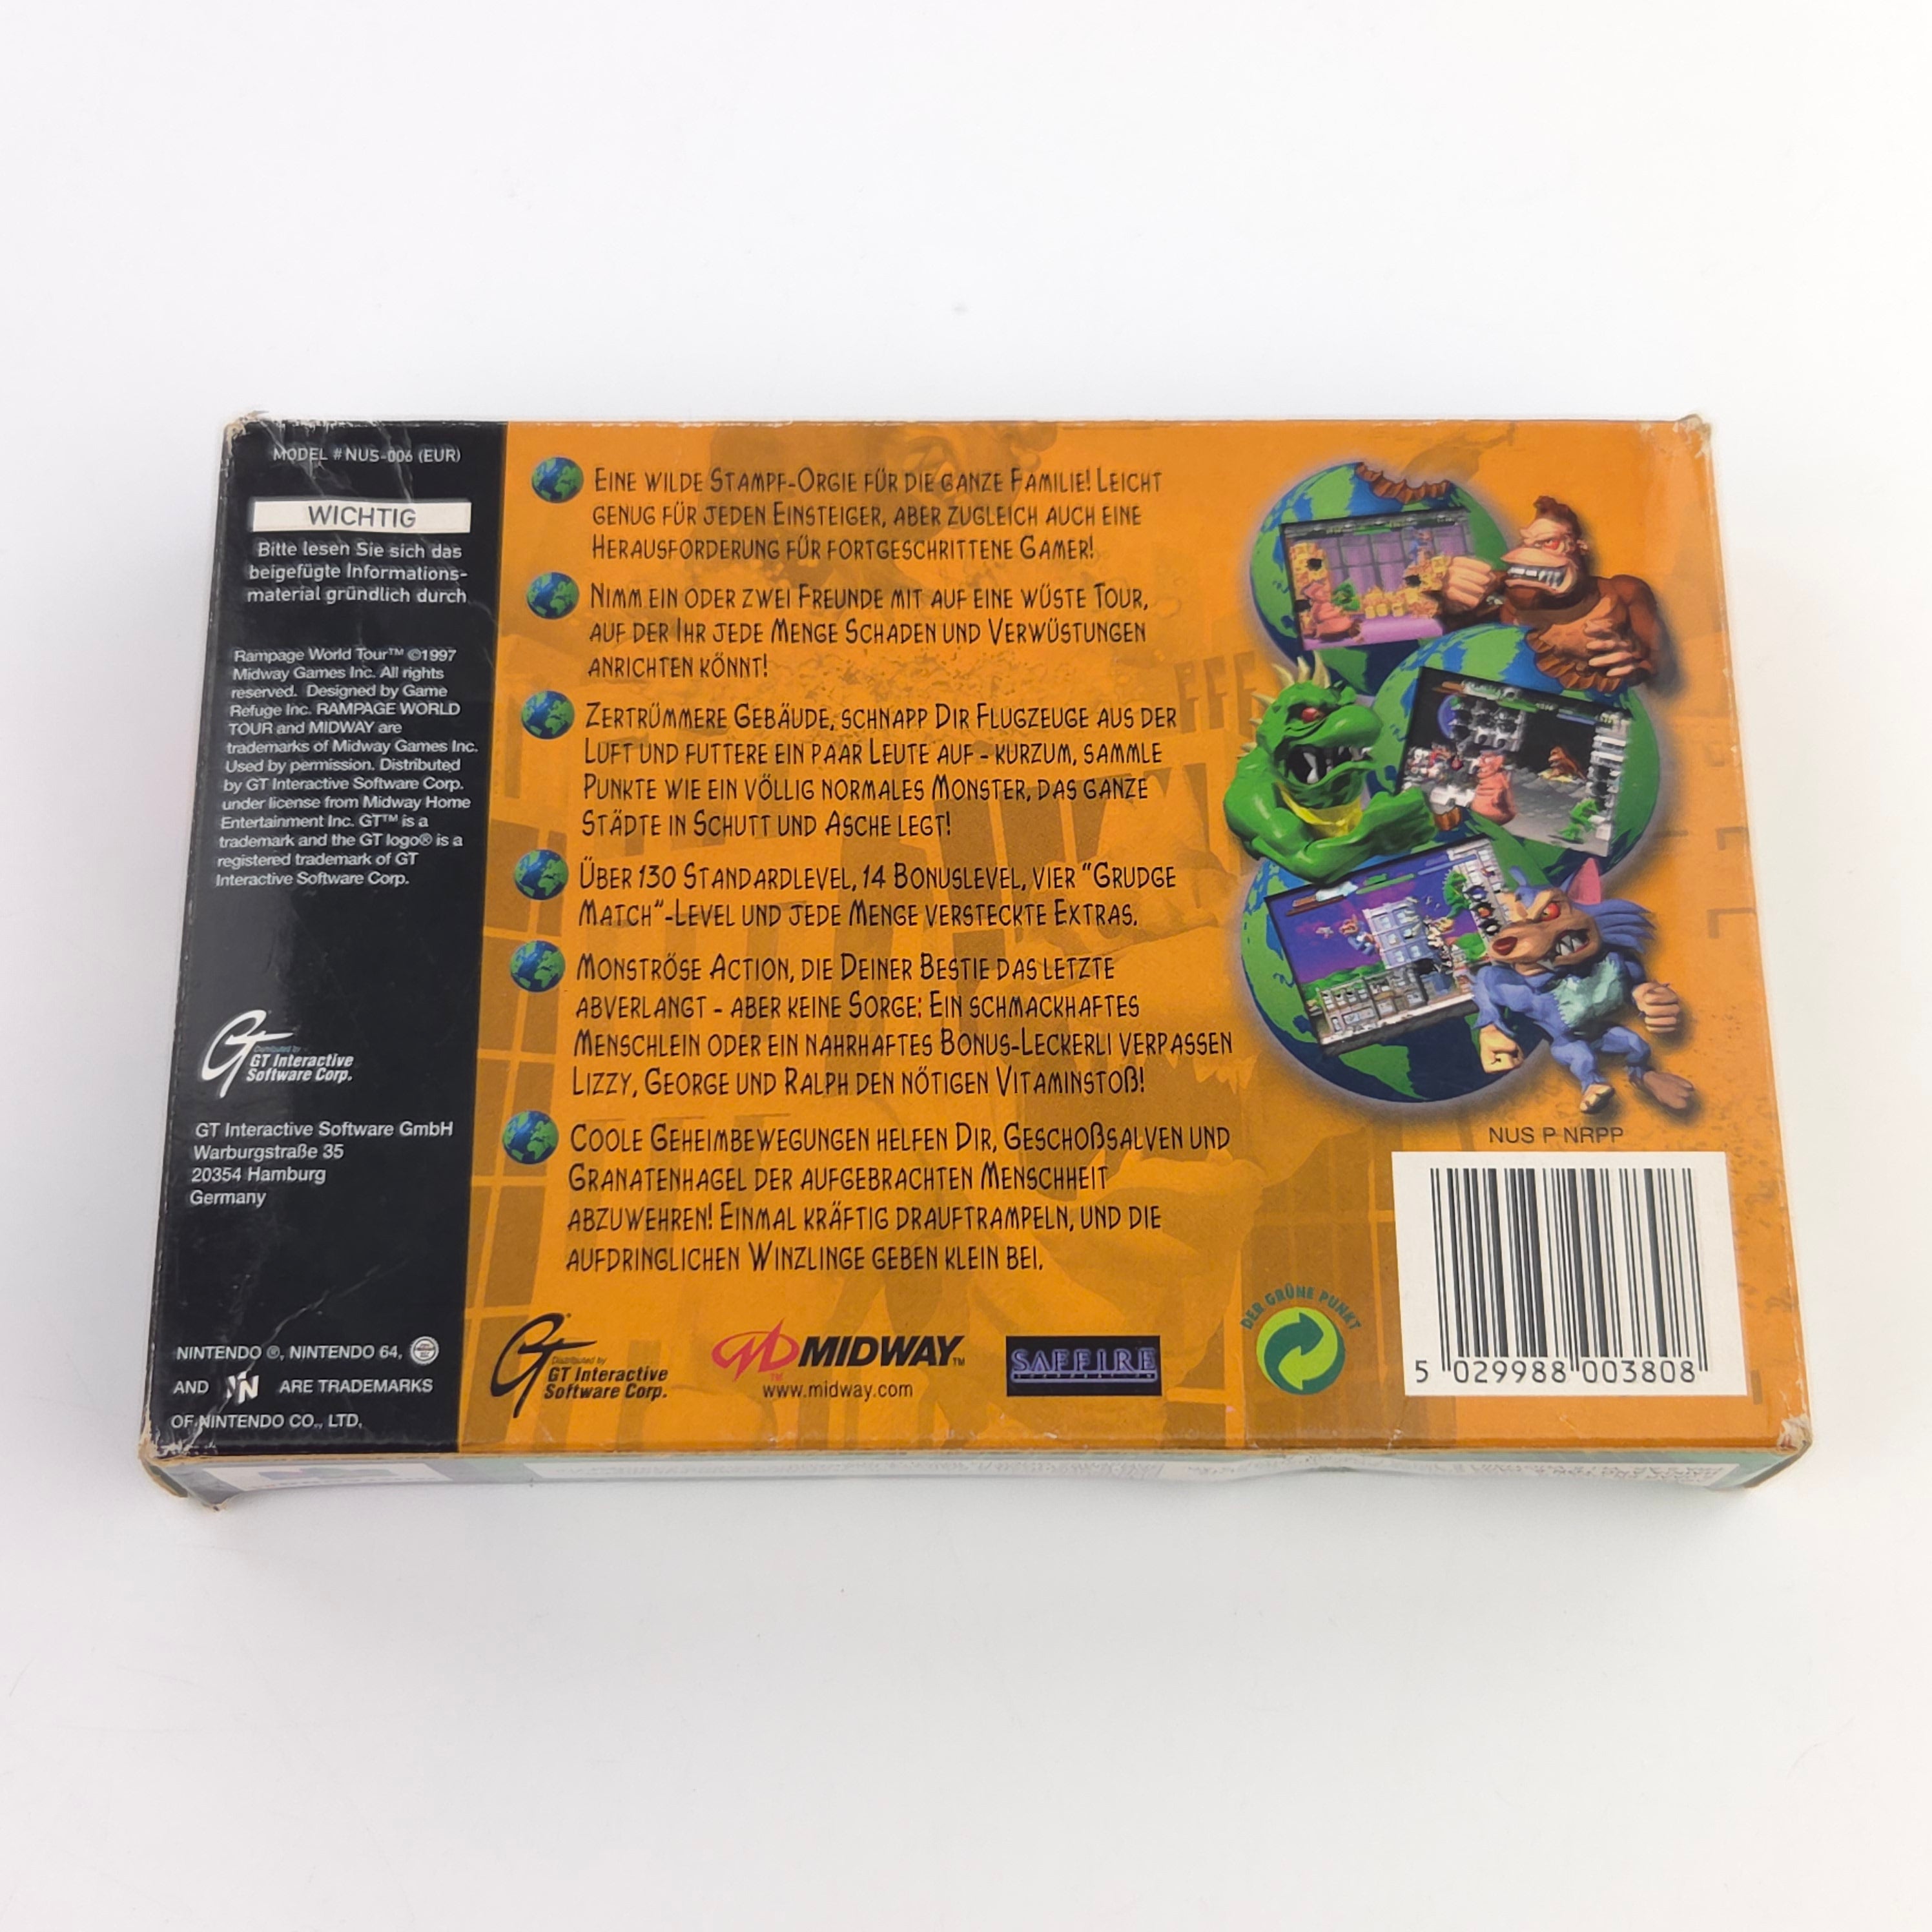 MODEL #NUS-006 (EUR)
WICHTIG
Bitte lesen Sie sich das
beigefügte Informations-
material gründlich durch
Rampage World Tour™ ©1997
Midway Games Inc. All rights
reserved. Designed by Game
Refuge Inc. RAMPAGE WORLD
TOUR and MIDWAY are
trademarks of Midway Games Inc.
Used by permission. Distributed
by GT Interactive Software Corp.
under license from Midway Home
Entertainment Inc. GT™ is a
trademark and the GT logo® is a
registered trademark of GT
Interactive Software Corp.
GT
Distributed by
GT Interactive
Software Corp.
GT Interactive Software GmbH
Warburgstraße 35
20354 Hamburg
Germany
NINTENDO ®, NINTENDO 64,
AND N ARE TRADEMARKS
OF NINTENDO CO., LTD.
EINE WILDE STAMPF-ORGIE FÜR DIE GANZE FAMILIE! LEICHT
GENUG FÜR JEDEN EINSTEIGER, ABER ZUGLEICH AUCH EINE
HERAUSFORDERUNG FÜR FORTGESCHRITTENE GAMER!
NIMM EIN ODER ZWEI FREUNDE MIT AUF EINE WÜSTE TOUR,
AUF DER IHR JEDE MENGE SCHADEN UND VERWÜSTUNGEN
ANRICHTEN KÖNNT!
ZERTRÜMMERE GEBÄUDE, SCHNAPP DIR FLUGZEUGE AUS DER
LUFT UND FUTTERE EIN PAAR LEUTE AUF - KURZUM, SAMMLE
PUNKTE WIE EIN VÖLLIG NORMALES MONSTER, DAS GANZE
STÄDTE IN SCHUTT UND ASCHE LEGT!
ÜBER 130 STANDARDLEVEL, 14 BONUSLEVEL, VIER "GRUDGE
MATCH"-LEVEL UND JEDE MENGE VERSTECKTE EXTRAS.
MONSTRÖSE ACTION, DIE DEINER BESTIE DAS LETZTE
ABVERLANGT - ABER KEINE SORGE: EIN SCHMACKHAFTES
MENSCHLEIN ODER EIN NAHRHAFTES BONUS-LECKERLI VERPASSEN
LIZZY, GEORGE UND RALPH DEN NÖTIGEN VITAMINSTOß!
COOLE GEHEIMBEWEGUNGEN HELFEN DIR, GESCHOßSALVEN UND
GRANATENHAGEL DER AUFGEBRACHTEN MENSCHHEIT
ABZUWEHREN! EINMAL KRÄFTIG DRAUFTRAMPELN, UND DIE
AUFDRINGLICHEN WINZLINGE GEBEN KLEIN BEI.
GT
Distributed by
GT Interactive
Software Corp.
MIDWAY™
www.midway.com
SAFFIRE
CORPORATION
DER GRÜNE PUNKT
NUS P NRPP
5 029988 003808